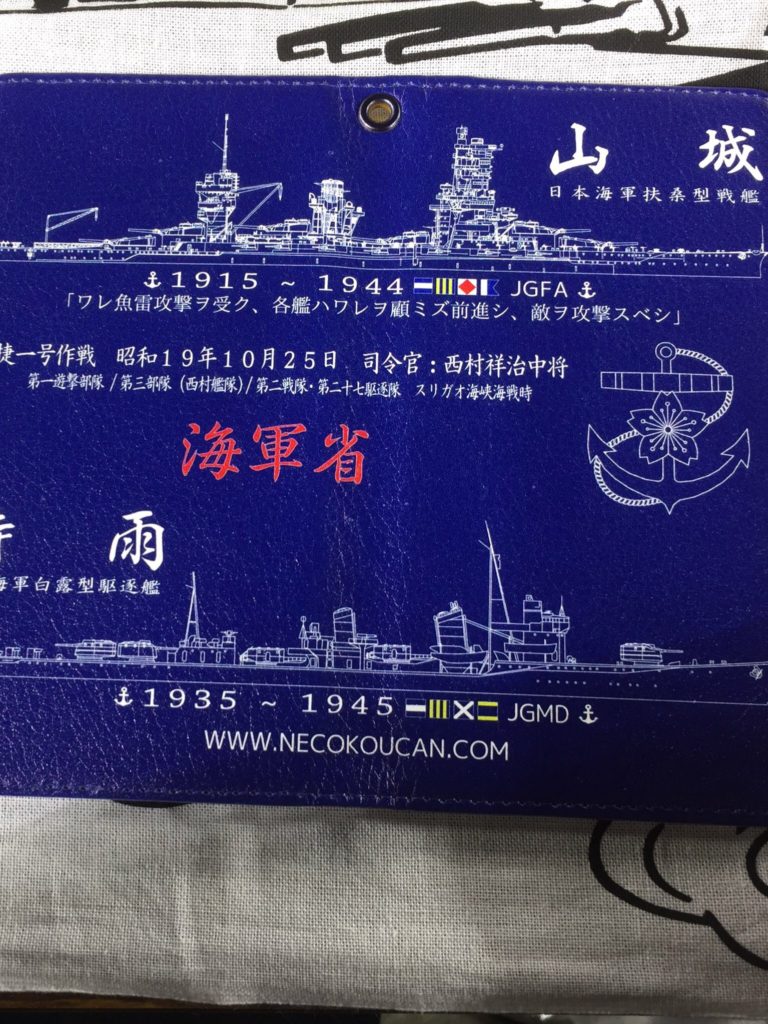 山城
日本海軍扶桑型戦艦
1915 ~ 1944 JGFA
「ワレ魚雷攻撃ヲ受ク、各艦ハワレヲ顧ミズ前進シ、敵ヲ攻撃スベシ」
捷一号作戦 昭和19年10月25日 司令官:西村祥治中将
第一遊撃部隊/第三部隊(西村艦隊)/第二戦隊・第二十七駆逐隊 スリガオ海峡海戦時
海軍省
時雨
海軍白露型駆逐艦
1935 ~ 1945 JGMD
WWW.NECOKOUCAN.COM